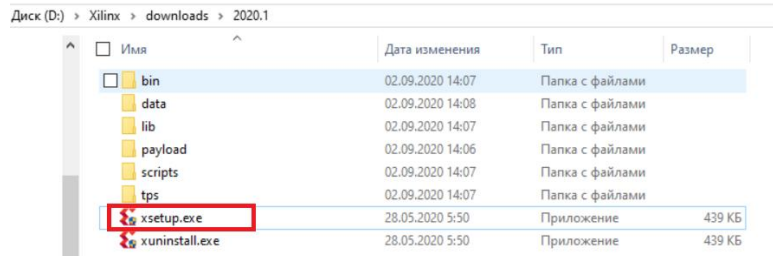 Диск (D:) > Xilinx > downloads > 2020.1
Имя Дата изменения Тип Размер
bin 02.09.2020 14:07 Папка с файлами
data 02.09.2020 14:08 Папка с файлами
lib 02.09.2020 14:07 Папка с файлами
payload 02.09.2020 14:06 Папка с файлами
scripts 02.09.2020 14:07 Папка с файлами
tps 02.09.2020 14:07 Папка с файлами
xsetup.exe 28.05.2020 5:50 Приложение 439 КБ
xuninstall.exe 28.05.2020 5:50 Приложение 439 КБ